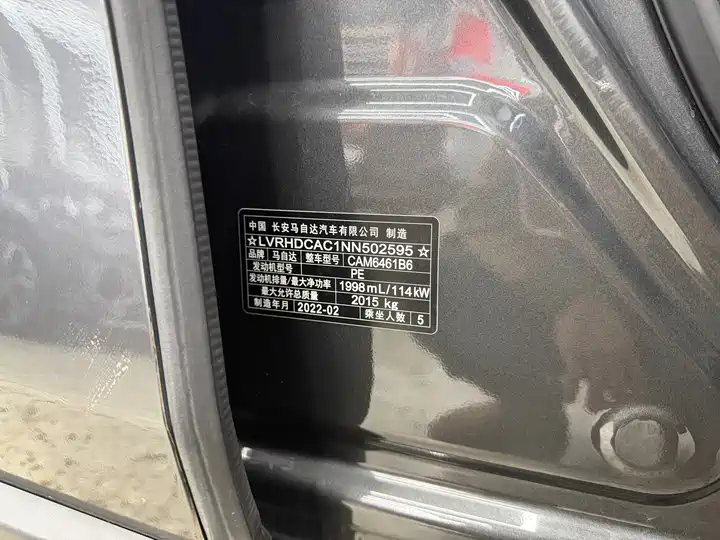 中国 长安马自达汽车有限公司 制造
☆LVRHDCAC1NN502595☆
品牌 马自达 整车型号 CAM6461B6
发动机型号 PE
发动机排量/最大净功率 1998mL/114kW
最大允许总质量 2015 kg
制造年月 2022-02 乘坐人数 5